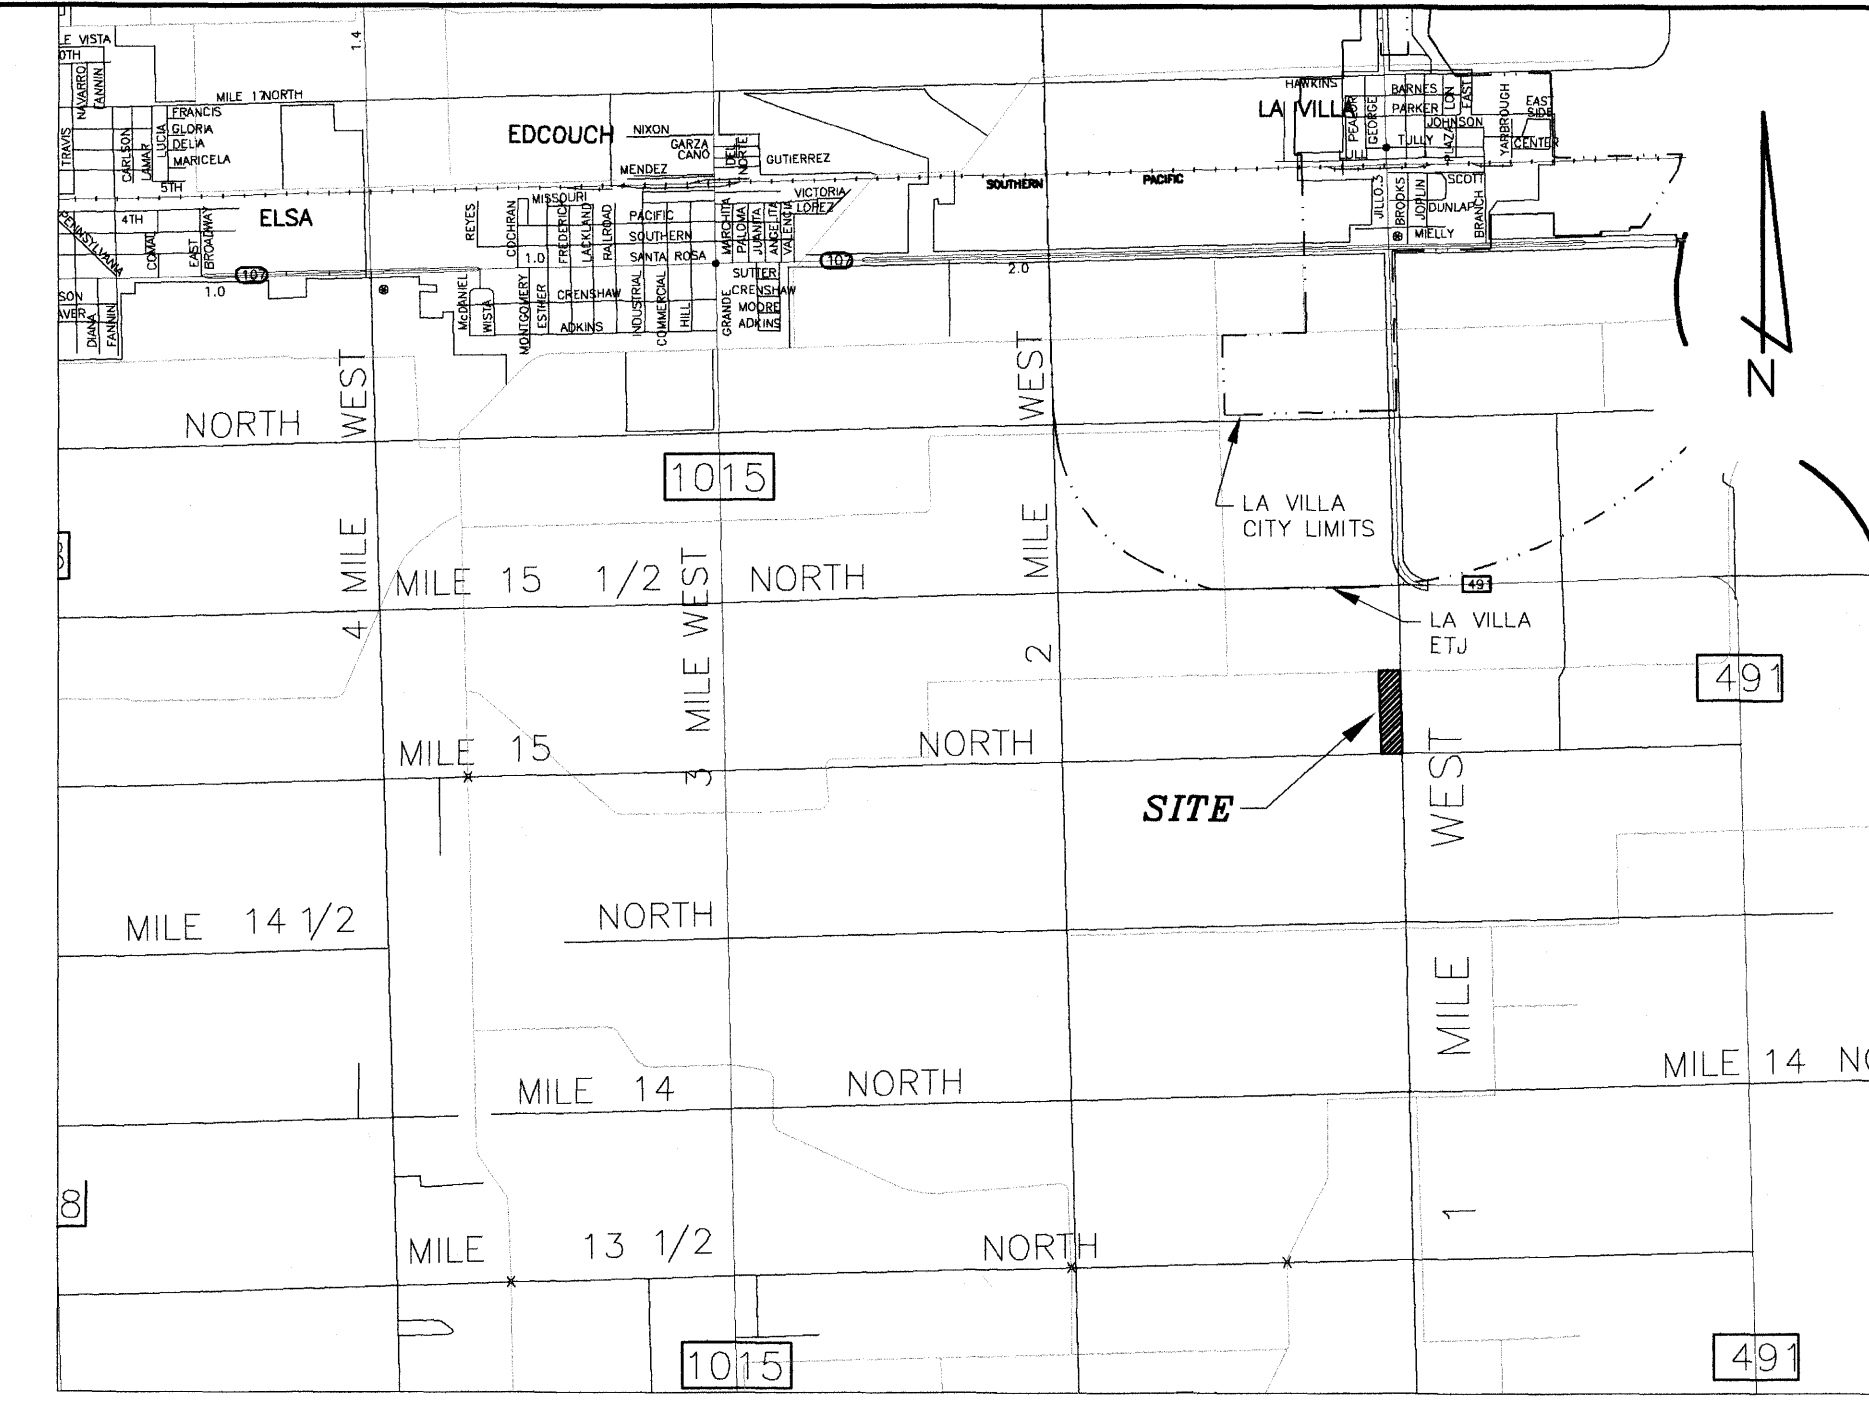 E VISTA
0TH
NAVARRO
FANNIN
1.4
MILE 17NORTH
FRANCIS
GLORIA
DELIA
MARICELA
TRAVIS
CARLSON
LAMAR
LUCIA
5TH
4TH
PENNSYLVANIA
COMAL
EAST
BROADWAY
ELSA
107
1.0
SON
AVER
DIANA
FANNIN
EDCOUCH
NIXON
GARZA
CANO
DEL
NORTE
GUTIERREZ
MENDEZ
MISSOURI
VICTORIA
LOPEZ
REYES
COCHRAN
FREDERICK
LACKLAND
RAILROAD
PACIFIC
SOUTHERN
SANTA ROSA
MARCHITA
PALOMA
JUANITA
ANGELITA
VALENCIA
1.0
McDANIEL
WISTA
MONTGOMERY
ESTHER
CRENSHAW
ADKINS
INDUSTRIAL
COMMERCIAL
HILL
GRANDE
SUTTER
CRENSHAW
MOORE
ADKINS
107
2.0
SOUTHERN
PACIFIC
HAWKINS
LA VILLA
GEORGE
BARNES
PARKER
LON
EAST
JOHNSON
TULLY
PLAZA
YARBROUGH
EAST
SIDE
CENTER
JILLO.3
BROOKS
JOPLIN
SCOTT
DUNLAP
BRANCH
MIELLY
N
NORTH
4 MILE WEST
1015
2 MILE WEST
LA VILLA
CITY LIMITS
MILE 15 1/2 NORTH
3 MILE WEST
491
LA VILLA
ETJ
491
MILE 15 NORTH
SITE
1 MILE WEST
MILE 14 1/2 NORTH
MILE 14 NORTH
MILE 14 NO
8
MILE 13 1/2 NORTH
1015
491